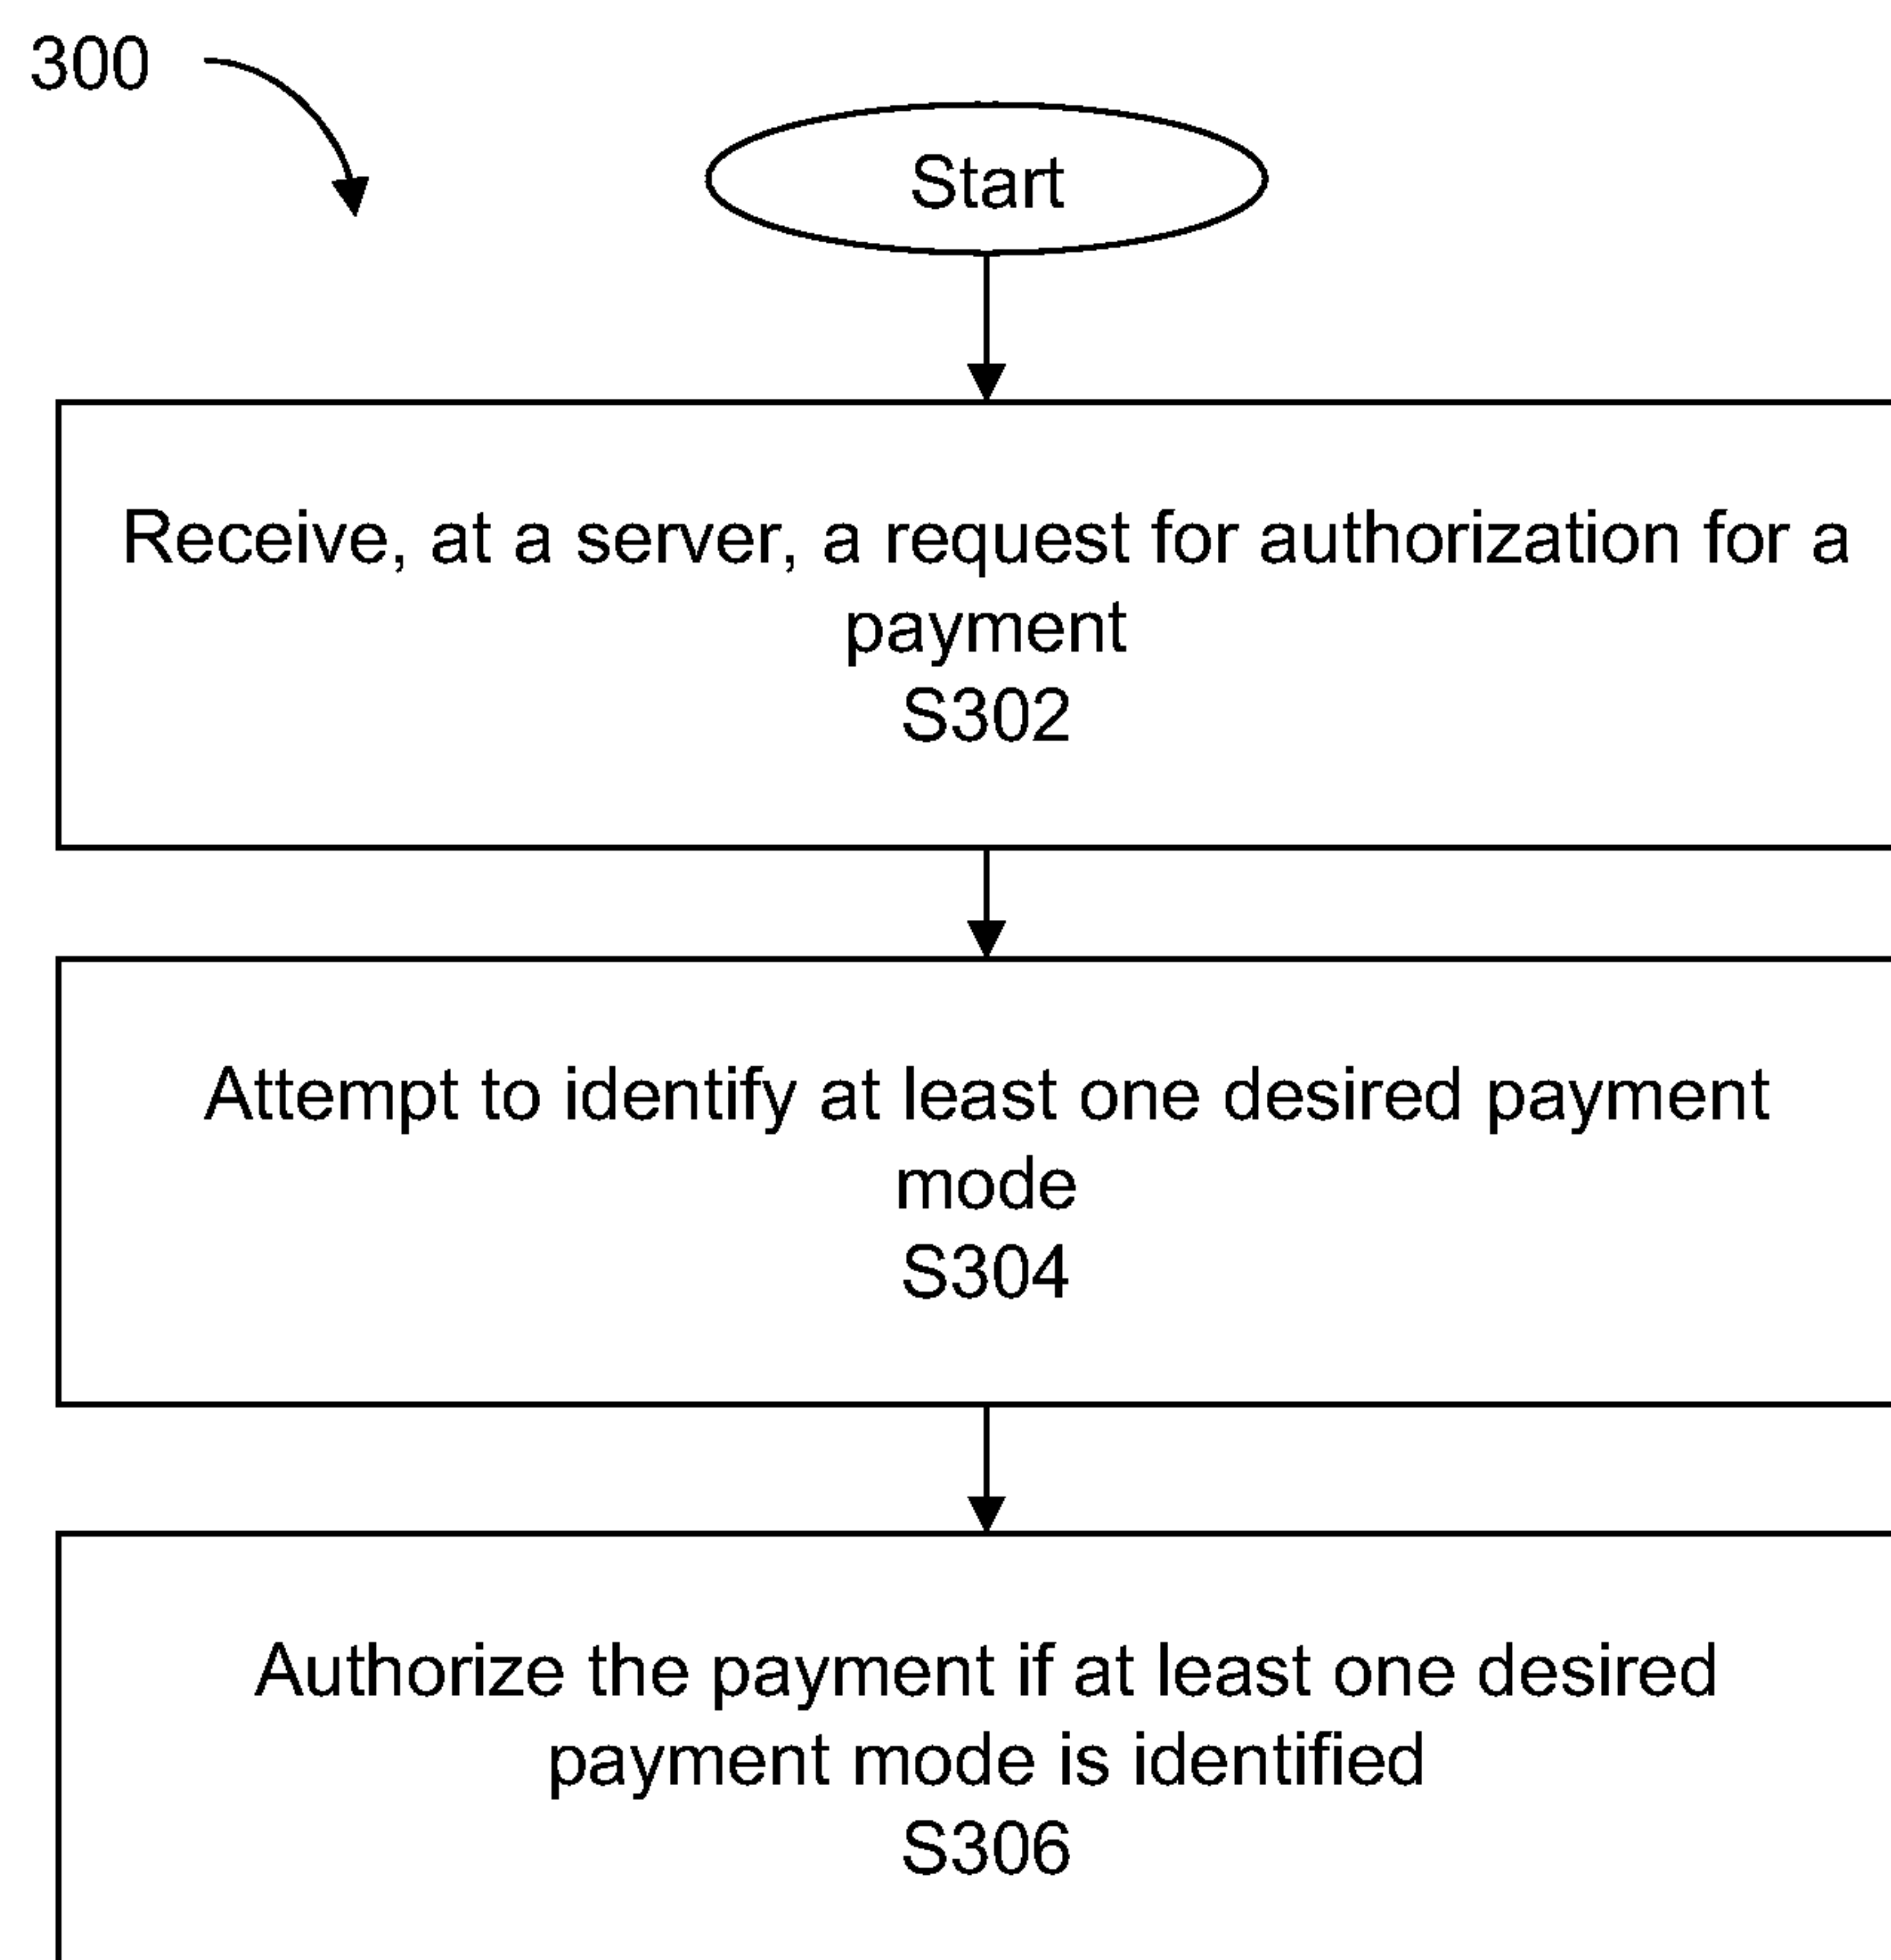 300
Start
Receive, at a server, a request for authorization for a
payment
S302
Attempt to identify at least one desired payment
mode
S304
Authorize the payment if at least one desired
payment mode is identified
S306